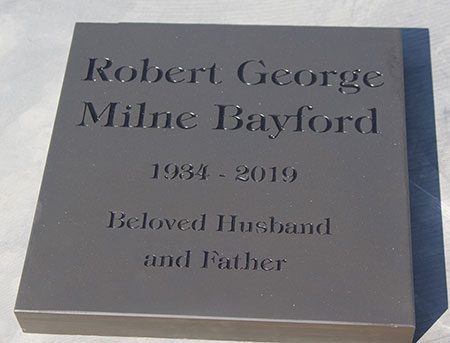 Robert George
Milne Bayford
1934 - 2019
Beloved Husband
and Father